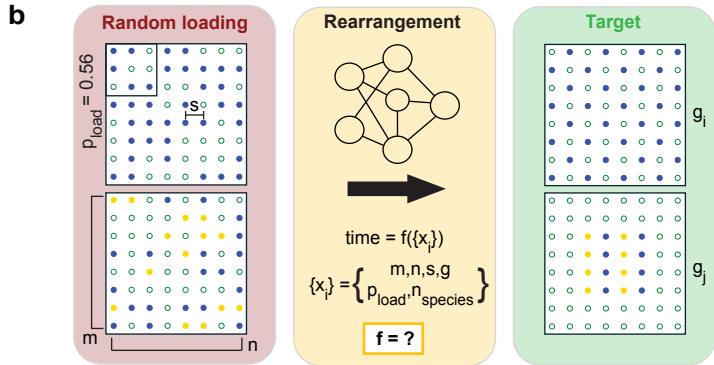 b
Random loading
p_load = 0.56
s
m
n
Rearrangement
time = f({x_i})
{x_i} = { m,n,s,g
p_load,n_species }
f = ?
Target
g_i
g_j